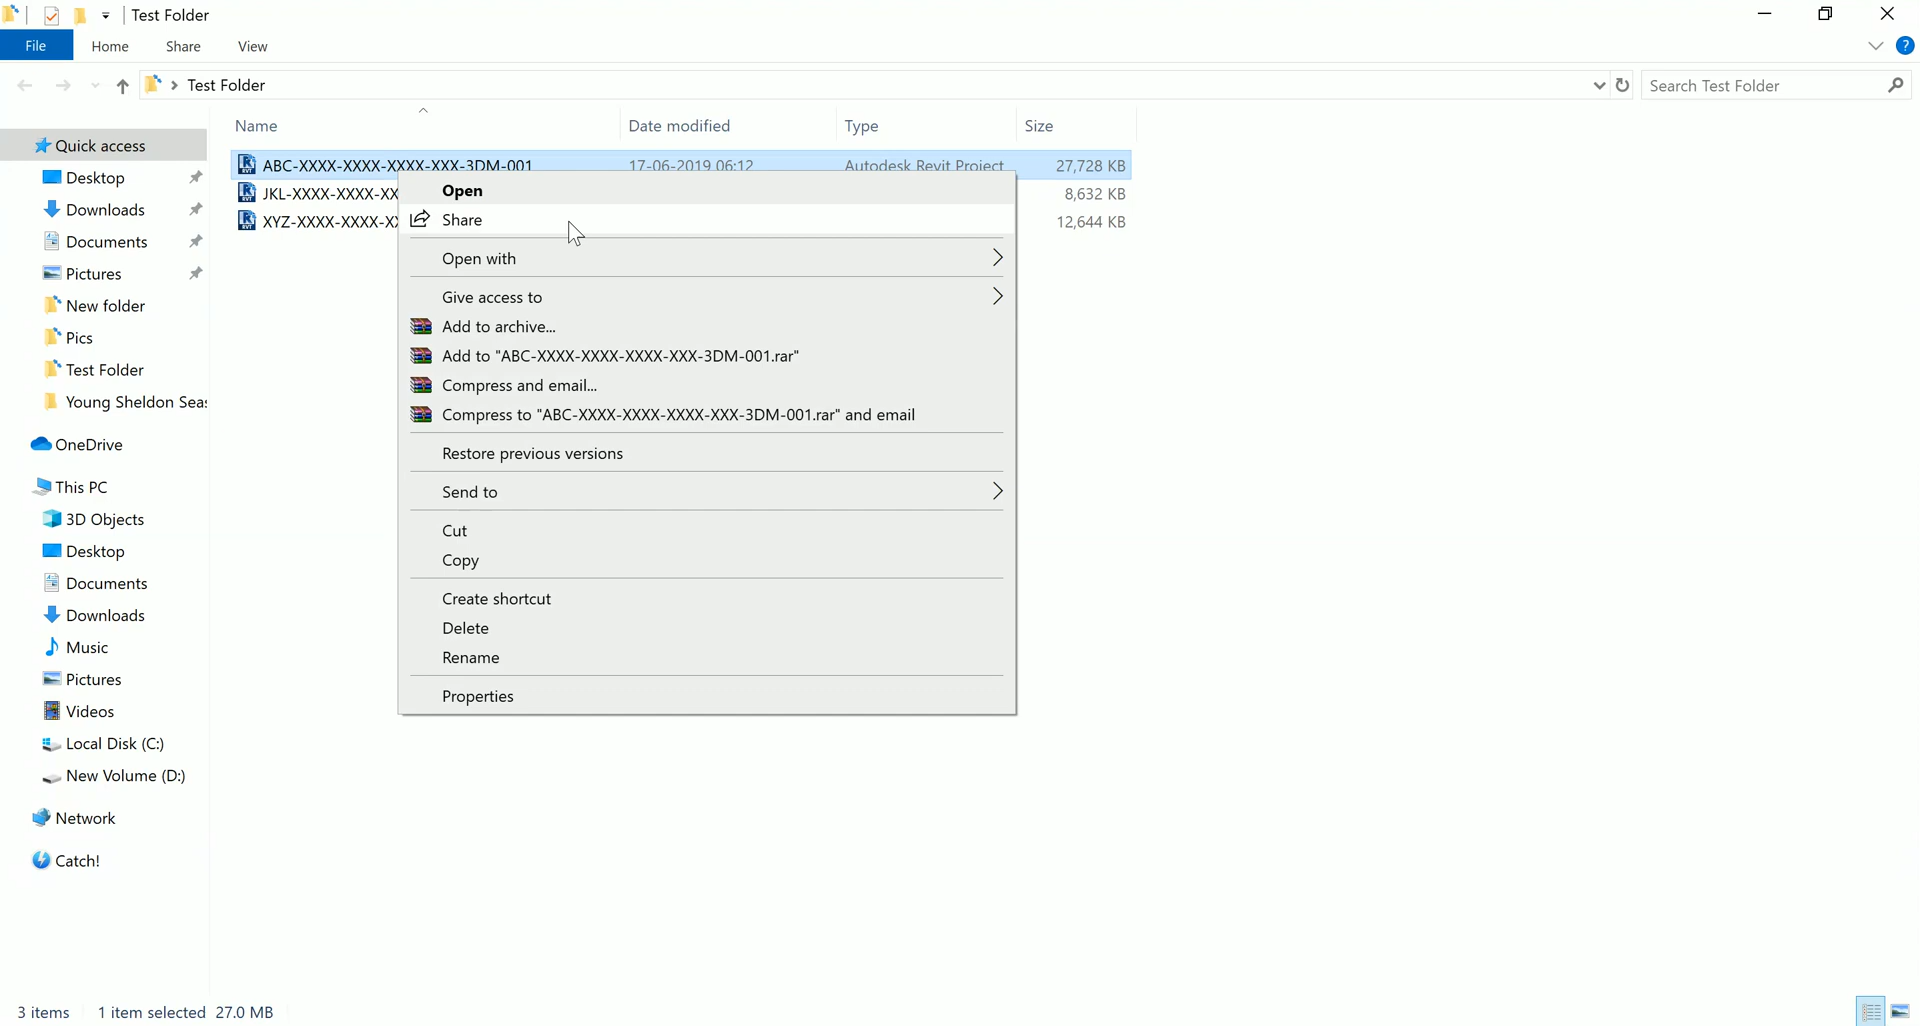 Test Folder
File Home Share View
Test Folder Search Test Folder
Name Date modified Type Size
Quick access
Desktop
Downloads
Documents
Pictures
New folder
Pics
Test Folder
Young Sheldon Seas
OneDrive
This PC
3D Objects
Desktop
Documents
Downloads
Music
Pictures
Videos
Local Disk (C:)
New Volume (D:)
Network
Catch!
ABC-XXXX-XXXX-XXXX-XXX-3DM-001 17-06-2019 06:12 Autodesk Revit Project 27,728 KB
JKL-XXXX-XXXX-XX 8,632 KB
XYZ-XXXX-XXXX-XX 12,644 KB
Open
Share
Open with
Give access to
Add to archive...
Add to "ABC-XXXX-XXXX-XXXX-XXX-3DM-001.rar"
Compress and email...
Compress to "ABC-XXXX-XXXX-XXXX-XXX-3DM-001.rar" and email
Restore previous versions
Send to
Cut
Copy
Create shortcut
Delete
Rename
Properties
3 items 1 item selected 27.0 MB